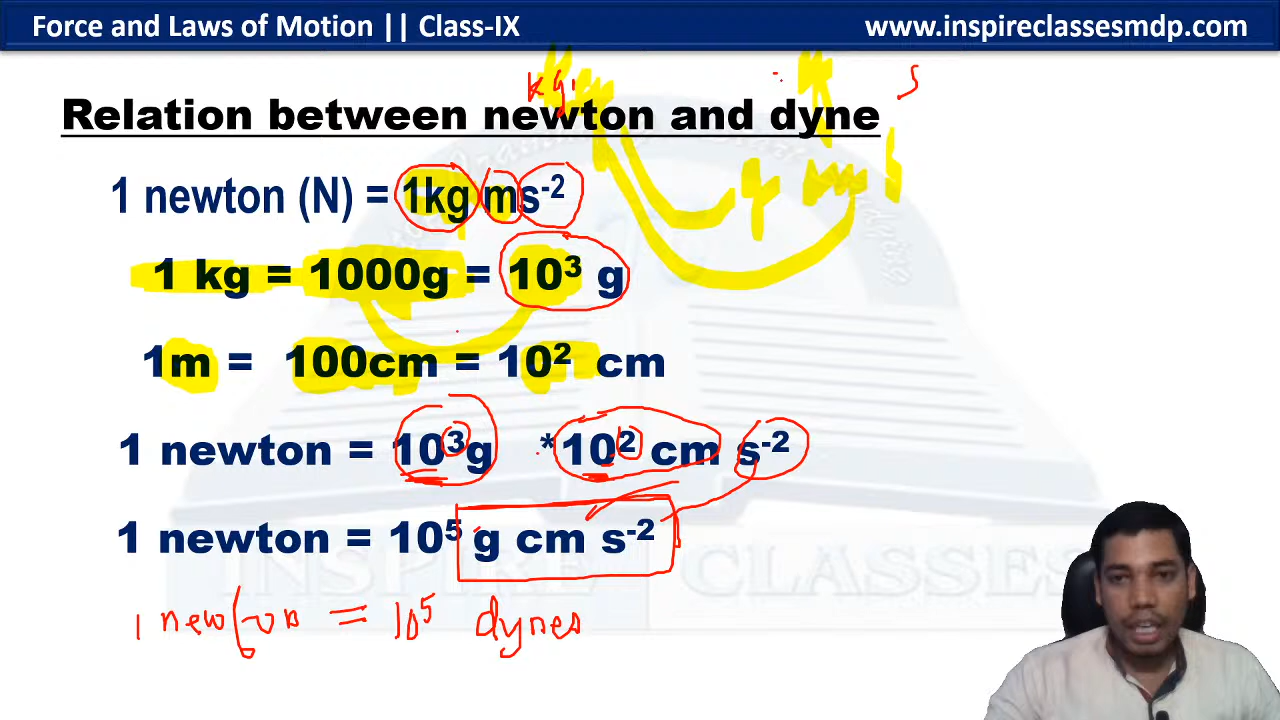 Force and Laws of Motion || Class-IX
www.inspireclassesmdp.com
kg
s
Relation between newton and dyne
1 newton (N) = 1kg ms⁻²
1 kg = 1000g = 10³ g
1m = 100cm = 10² cm
1 newton = 10³g *10² cm s⁻²
1 newton = 10⁵ g cm s⁻²
INSPIRE CLASSES
1 newton = 10⁵ dynes